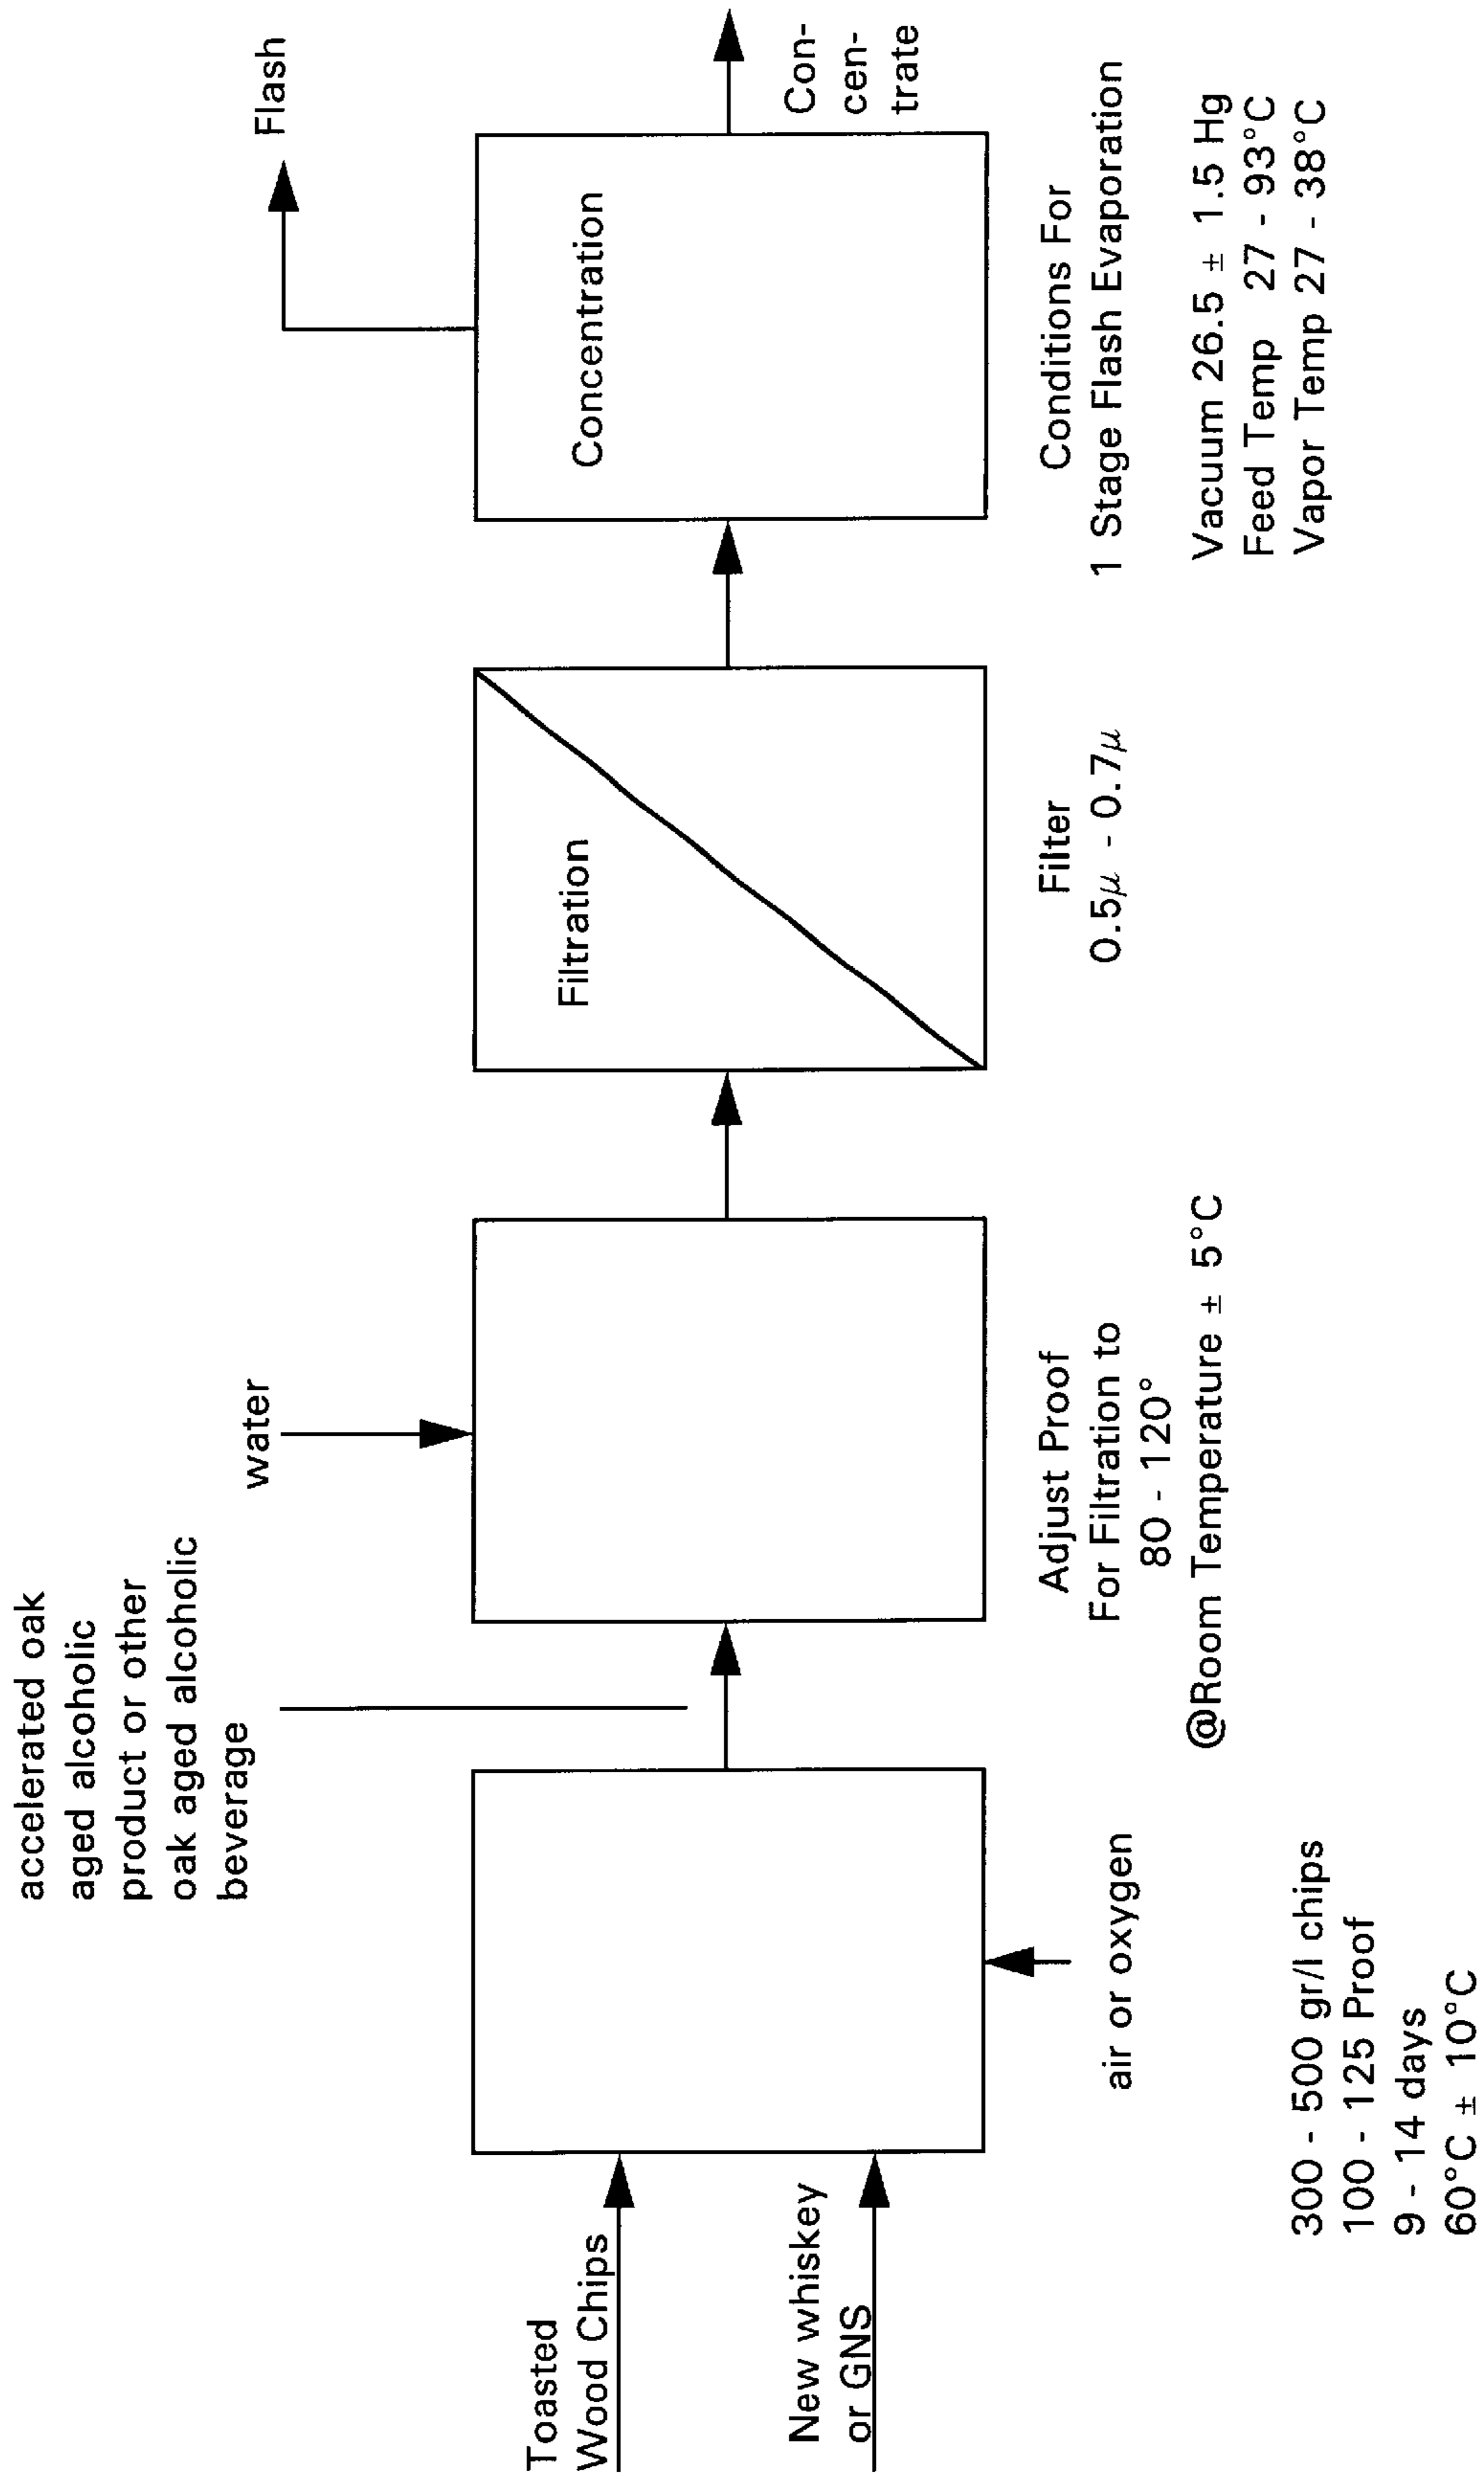 accelerated oak
aged alcoholic
product or other
oak aged alcoholic
beverage
water
Flash
Toasted
Wood Chips
New whiskey
or GNS
air or oxygen
300 - 500 gr/l chips
100 - 125 Proof
9 - 14 days
60°C ± 10°C
Adjust Proof
For Filtration to
80 - 120°
@Room Temperature ± 5°C
Filtration
Filter
0.5μ - 0.7μ
Concentration
Con-
cen-
trate
Conditions For
1 Stage Flash Evaporation
Vacuum 26.5 ± 1.5 Hg
Feed Temp 27 - 93°C
Vapor Temp 27 - 38°C